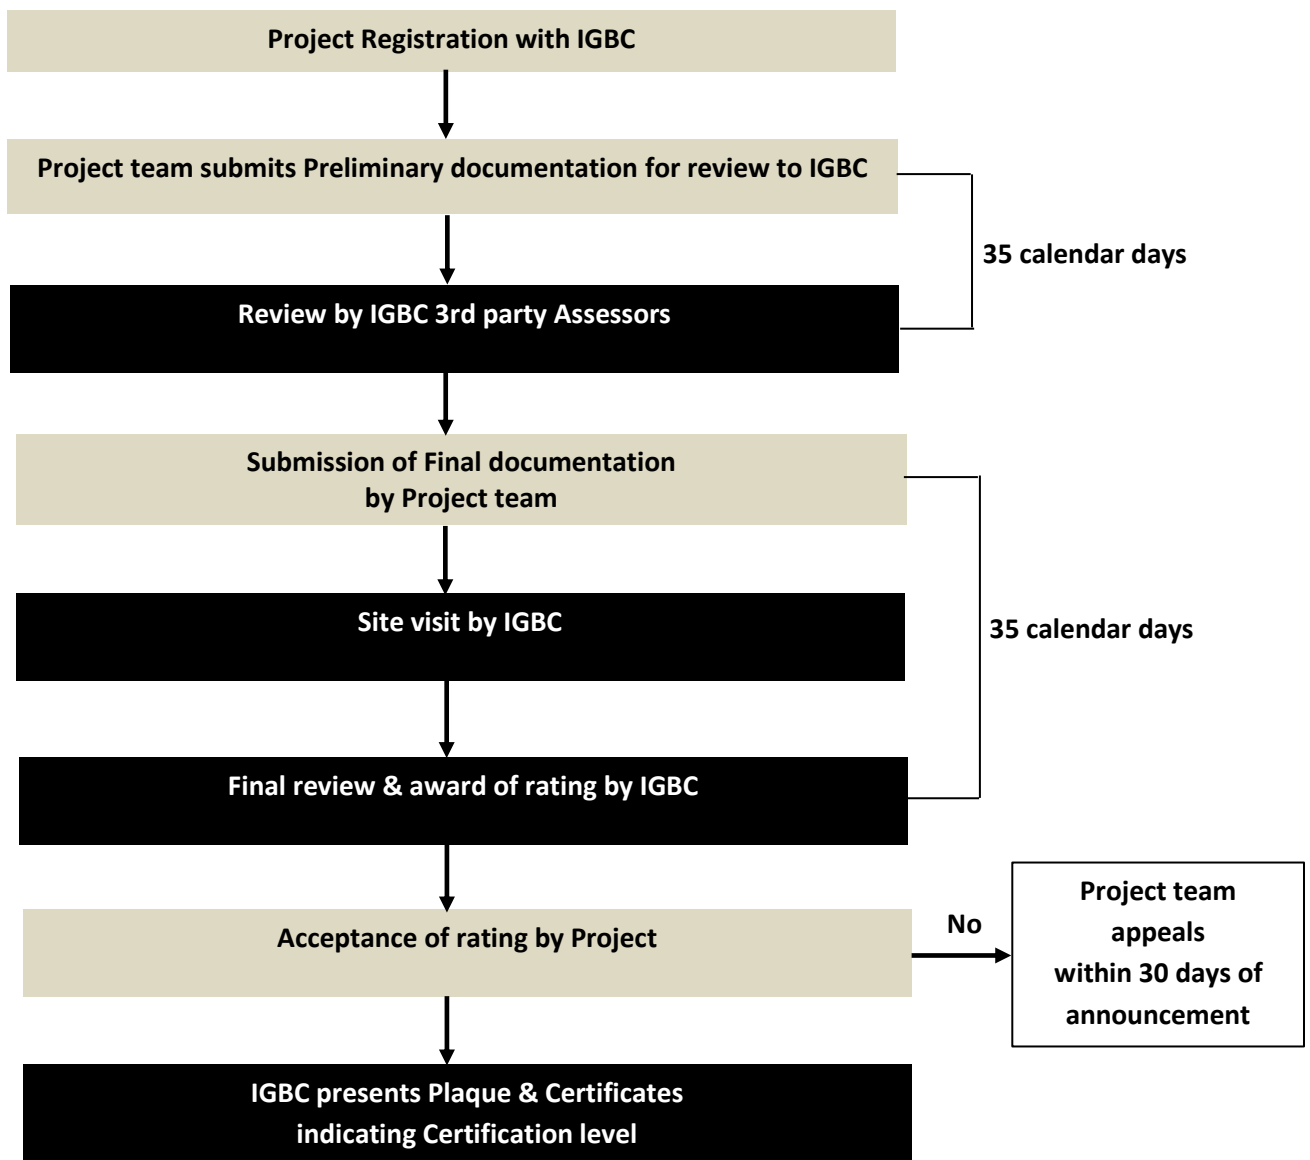 Project Registration with IGBC
Project team submits Preliminary documentation for review to IGBC
35 calendar days
Review by IGBC 3rd party Assessors
Submission of Final documentation
by Project team
Site visit by IGBC
35 calendar days
Final review & award of rating by IGBC
Acceptance of rating by Project
No
Project team
appeals
within 30 days of
announcement
IGBC presents Plaque & Certificates
indicating Certification level